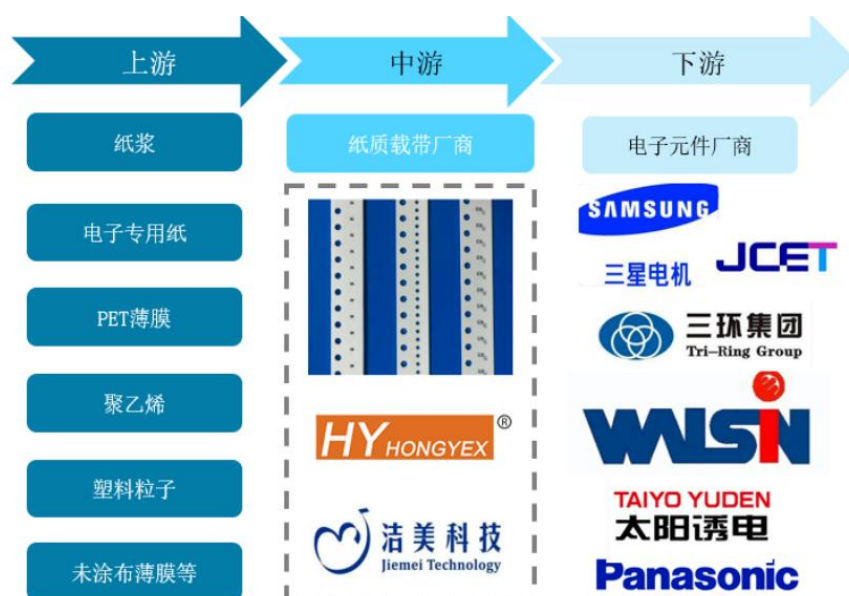 上游
中游
下游
纸浆
纸质载带厂商
电子元件厂商
电子专用纸
PET薄膜
聚乙烯
塑料粒子
未涂布薄膜等
HY HONGYEX ®
洁美科技
Jiemei Technology
SAMSUNG
三星电机
JCET
三环集团
Tri-Ring Group
WALSIN
TAIYO YUDEN
太阳诱电
Panasonic